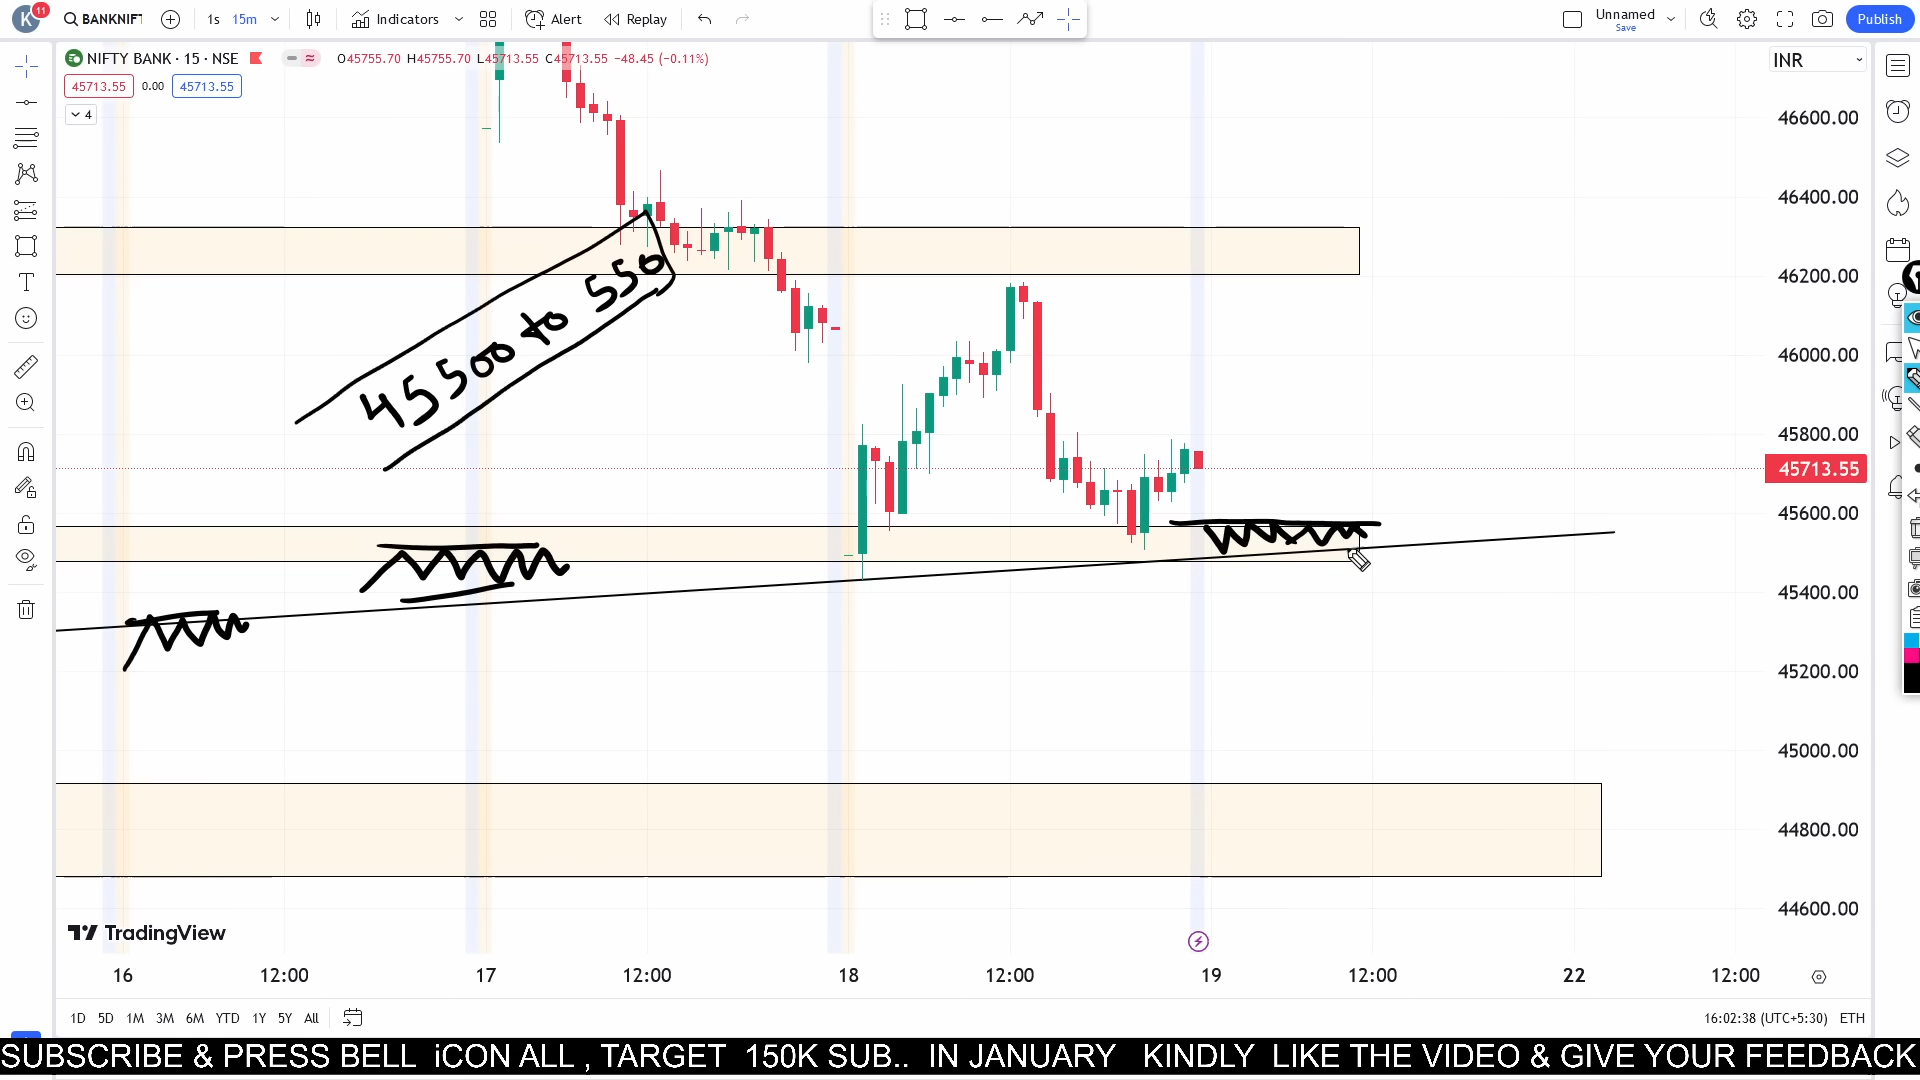 K 11 BANKNIFT 1s 15m Indicators Alert Replay Unnamed Save Publish
NIFTY BANK · 15 · NSE O45755.70 H45755.70 L45713.55 C45713.55 −48.45 (−0.11%) INR
45713.55 0.00 45713.55
4
46600.00
46400.00
46200.00
45500 to 550
46000.00
45800.00
45713.55
45600.00
45400.00
45200.00
45000.00
44800.00
44600.00
TradingView
16 12:00 17 12:00 18 12:00 19 12:00 22 12:00
1D 5D 1M 3M 6M YTD 1Y 5Y All 16:02:38 (UTC+5:30) ETH
SUBSCRIBE & PRESS BELL iCON ALL , TARGET 150K SUB.. IN JANUARY KINDLY LIKE THE VIDEO & GIVE YOUR FEEDBACK